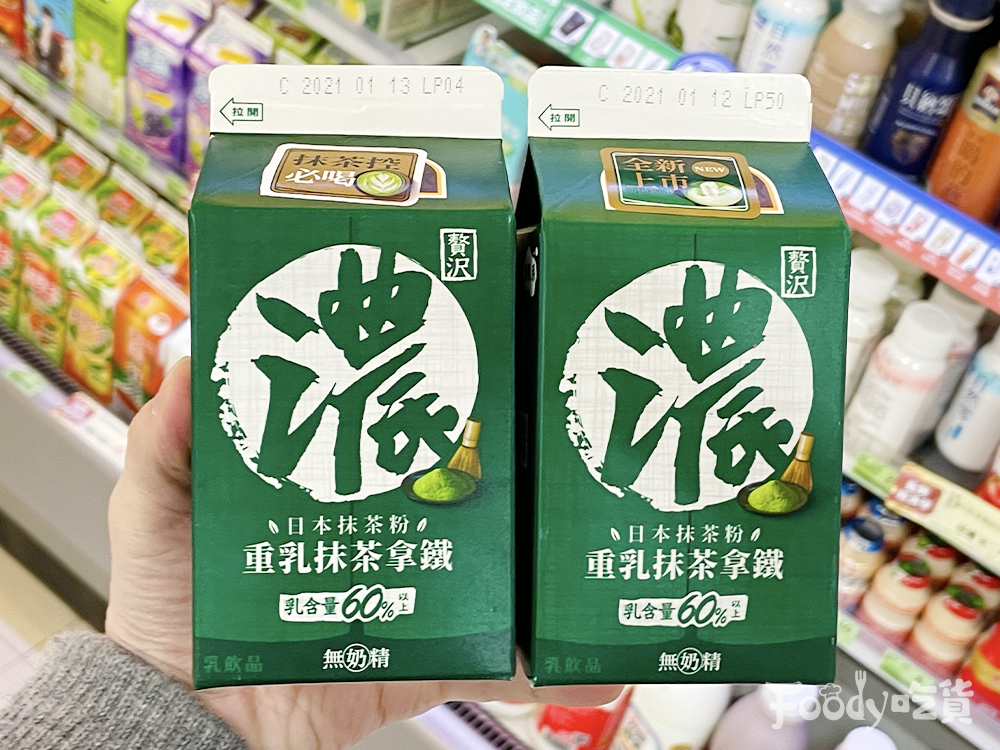 C 2021 01 13 LP04
拉開
抹茶控
必喝
贅沢
濃
日本抹茶粉
重乳抹茶拿鐵
乳含量60%以上
乳飲品
無奶精
C 2021 01 12 LP50
拉開
全新
上市
NEW
贅沢
濃
日本抹茶粉
重乳抹茶拿鐵
乳含量60%以上
乳飲品
無奶精
Foody吃貨